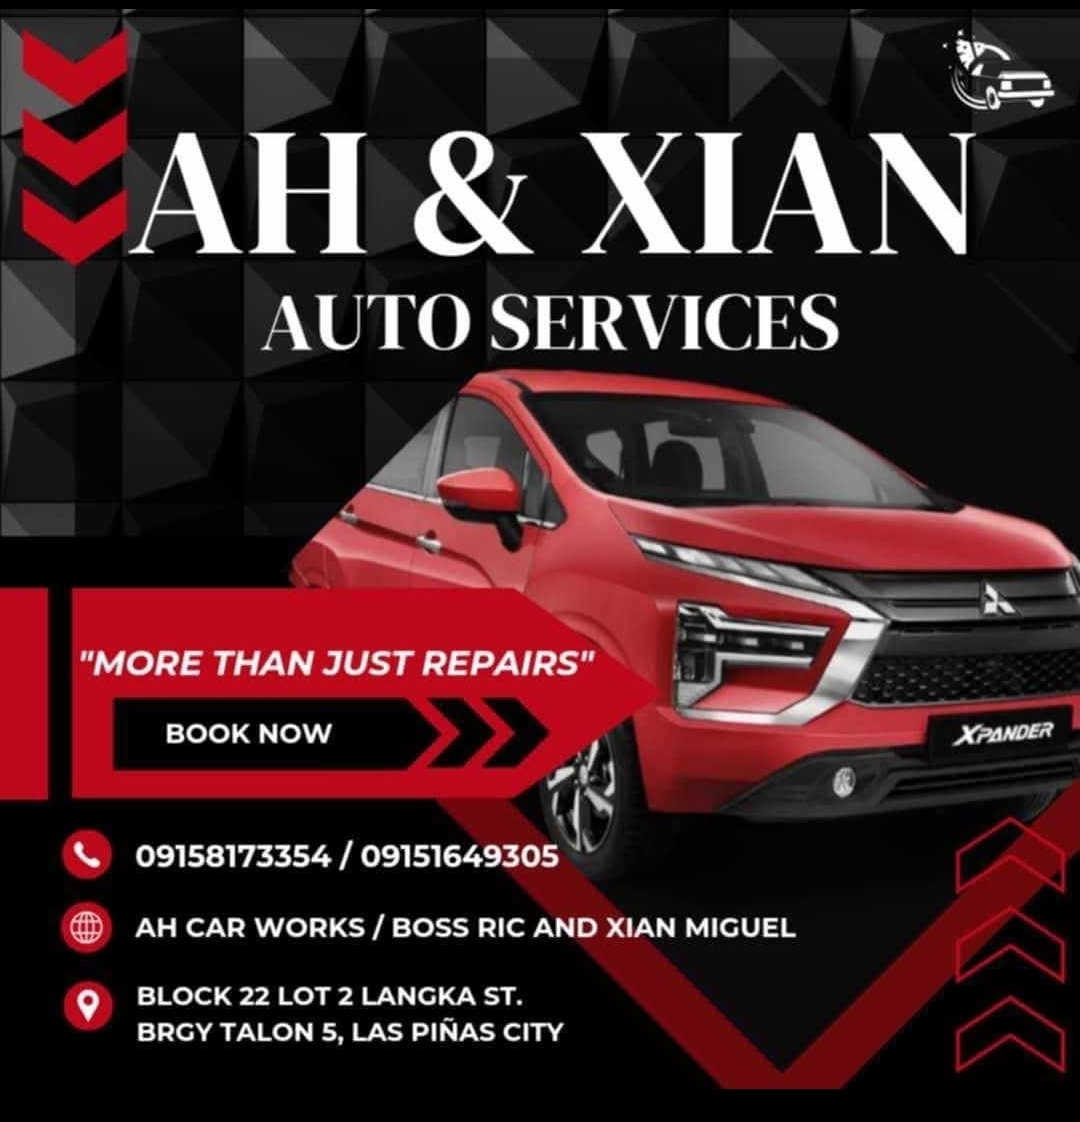 AH & XIAN
AUTO SERVICES
"MORE THAN JUST REPAIRS"
BOOK NOW
XPANDER
09158173354 / 09151649305
AH CAR WORKS / BOSS RIC AND XIAN MIGUEL
BLOCK 22 LOT 2 LANGKA ST.
BRGY TALON 5, LAS PIÑAS CITY